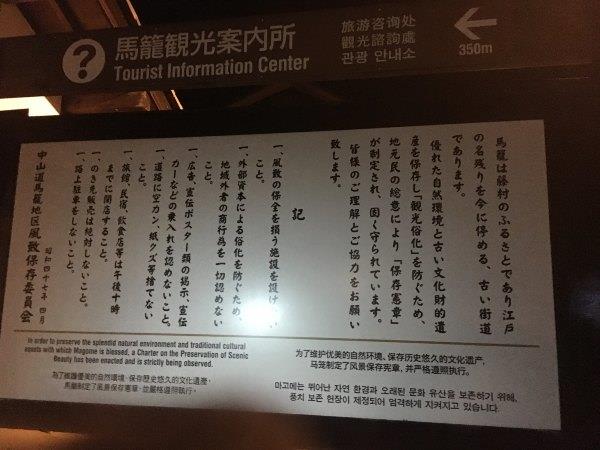 ?
馬籠観光案内所
Tourist Information Center
旅游咨询处
觀光諮詢處
관광 안내소
350m
馬籠は藤村のふるさとであり江戸
の名残りを今に停める、古い街道
であります。
優れた自然環境と古い文化財的遺
産を保存し「観光俗化」を防ぐため、
地元民の総意により「保存憲章」
が制定され、固く守られています。
皆様のご理解とご協力をお願い
致します。
記
一、風致の保全を損う施設を設けない
こと。
一、外部資本による俗化を防ぐため、
地域外者の商行為を一切認めない
こと。
一、広告、宣伝ポスター類の掲示、宣伝
カーなどの乗入れを認めないこと。
一、道路に空カン、紙クズ等捨てない
こと。
一、旅館、民宿、飲食店等は午後十時
までに閉店すること。
一、のき先販売は絶対しないこと。
一、路上駐車をしないこと。
昭和四十七年 四月
中山道馬籠地区風致保存委員会
In order to preserve the splendid natural environment and traditional cultural
assets with which Magome is blessed, a Charter on the Preservation of Scenic
Beauty has been enacted and is strictly being observed.
為了維護優美的自然環境、保存歷史悠久的文化遺產，
馬籠制定了風景保存憲章，並嚴格遵照執行。
为了维护优美的自然环境、保存历史悠久的文化遗产，
马笼制定了风景保存宪章，并严格遵照执行。
마고메는 뛰어난 자연 환경과 오래된 문화 유산을 보존하기 위해,
풍치 보존 헌장이 제정되어 엄격하게 지켜지고 있습니다.